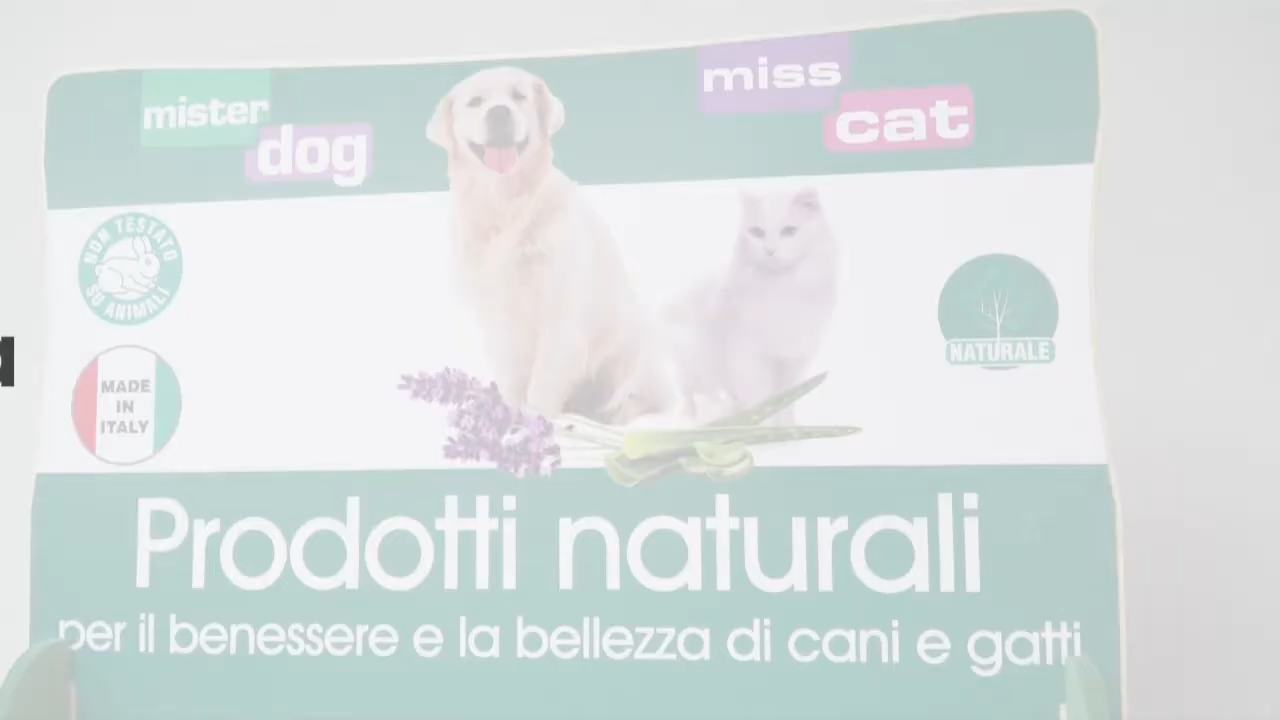 mister
dog
miss
cat
NON TESTATO
SU ANIMALI
NATURALE
MADE
IN
ITALY
Prodotti naturali
per il benessere e la bellezza di cani e gatti